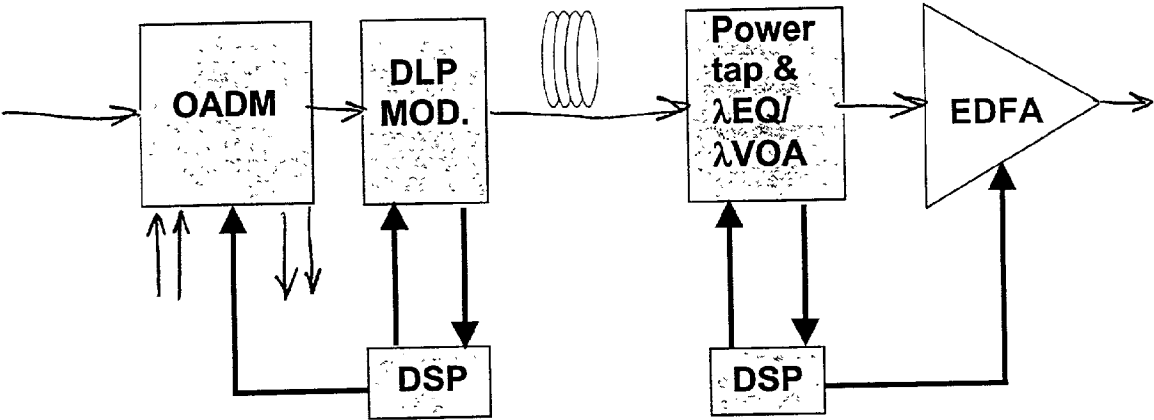 OADM
DLP
MOD.
Power
tap &
λEQ/
λVOA
EDFA
DSP
DSP